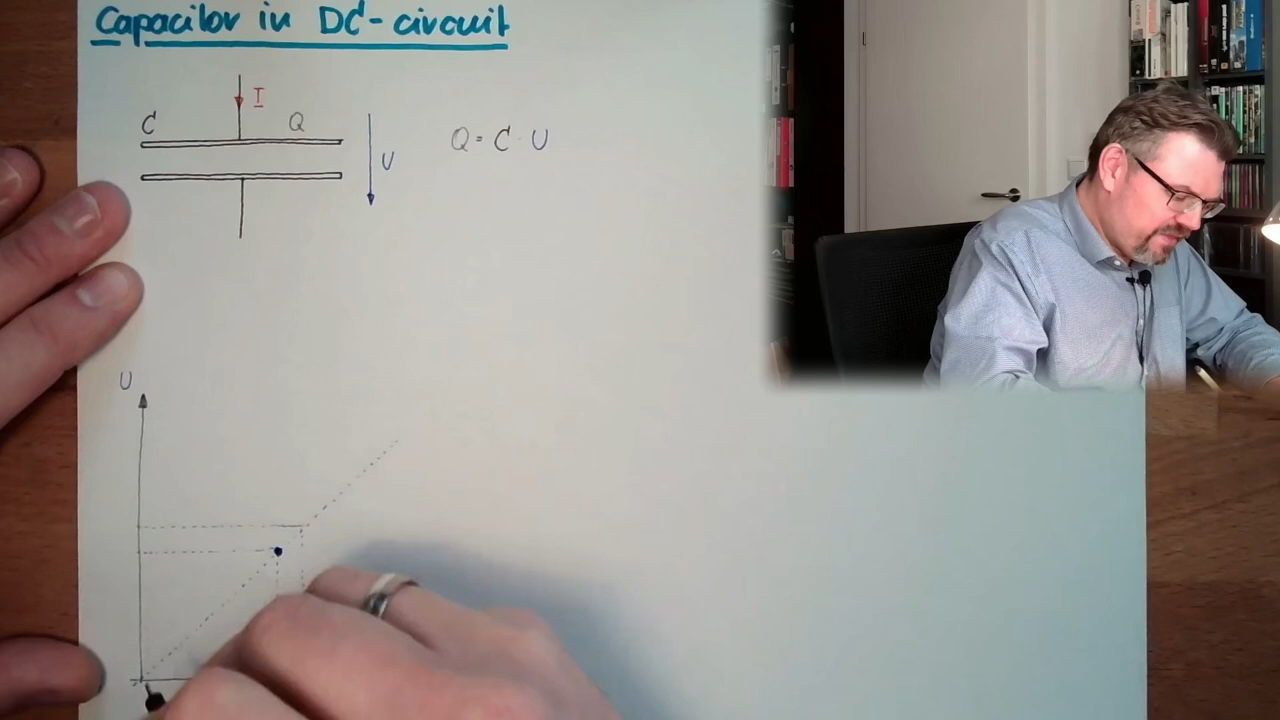 Capacitor in DC-circuit
I
C Q
U
Q = C · U
U